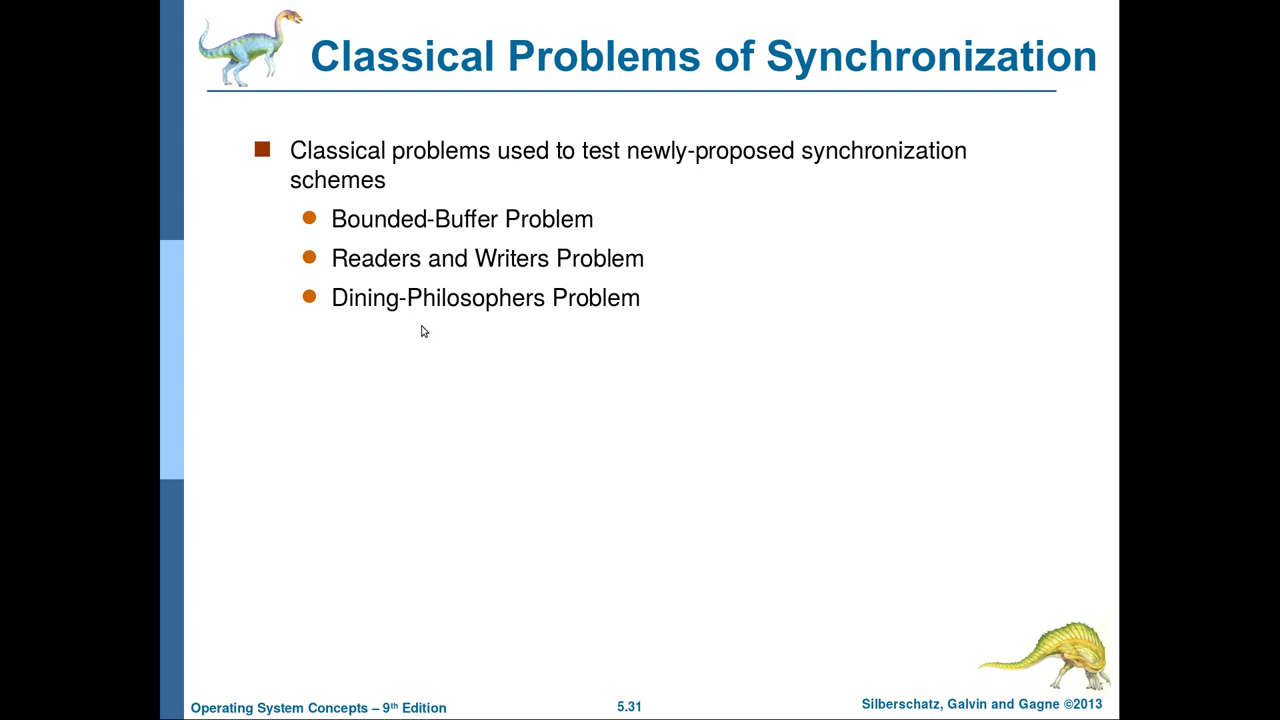 Classical Problems of Synchronization
Classical problems used to test newly-proposed synchronization
schemes
Bounded-Buffer Problem
Readers and Writers Problem
Dining-Philosophers Problem
Operating System Concepts – 9th Edition
5.31
Silberschatz, Galvin and Gagne ©2013